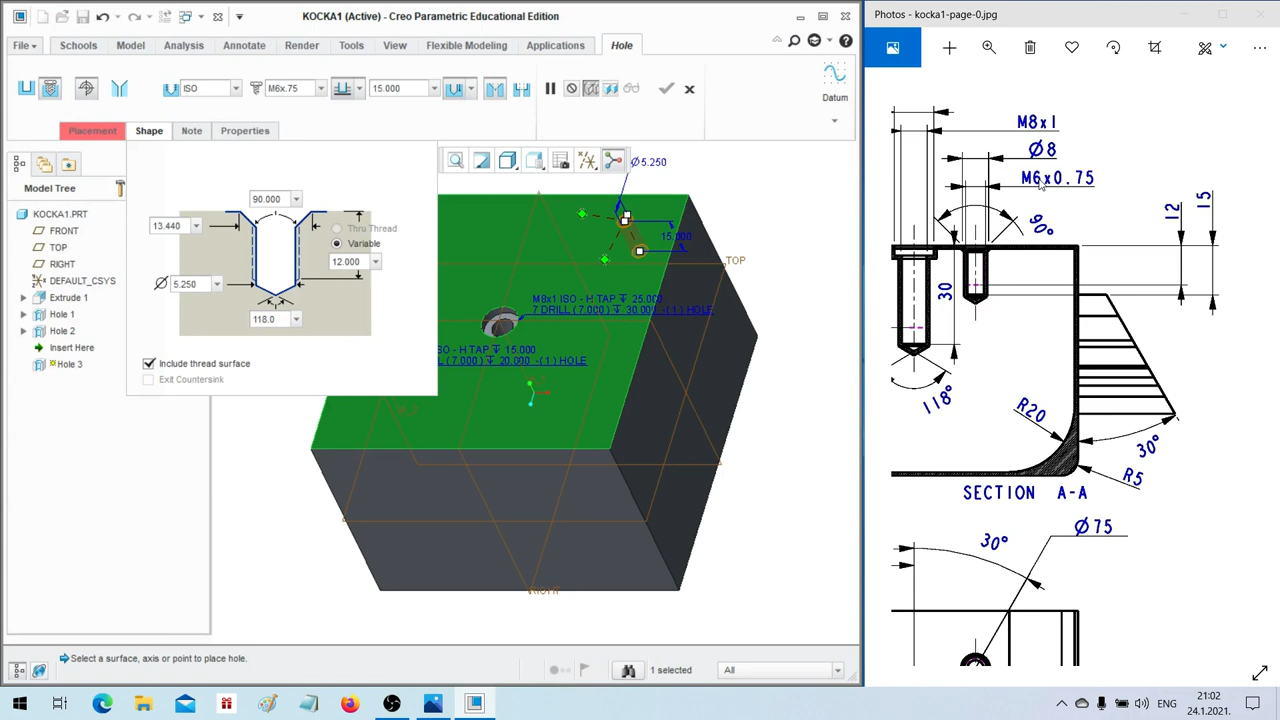 KOCKA1 (Active) - Creo Parametric Educational Edition
File Schools Model Analysis Annotate Render Tools View Flexible Modeling Applications Hole
ISO M6x.75 15.000
Datum
Placement Shape Note Properties
Model Tree
KOCKA1.PRT
FRONT
TOP
RIGHT
DEFAULT_CSYS
Extrude 1
Hole 1
Hole 2
Insert Here
Hole 3
90.000
13.440
Thru Thread
Variable
12.000
Ø 5.250
118.0
Include thread surface
Exit Countersink
Ø5.250
15.000
TOP
M8x1 ISO - H TAP ↧ 25.000
7 DRILL ( 7.000 ) ↧ 30.000 -( 1 ) HOLE
SO - H TAP ↧ 15.000
L ( 7.000 ) ↧ 20.000 -( 1 ) HOLE
RIGHT
Select a surface, axis or point to place hole.
1 selected
All
Photos - kocka1-page-0.jpg
M8x1
Ø8
M6x0.75
90°
12
15
30
118°
R20
30°
R5
SECTION A-A
Ø75
30°
ENG
21:02
24.1.2021.